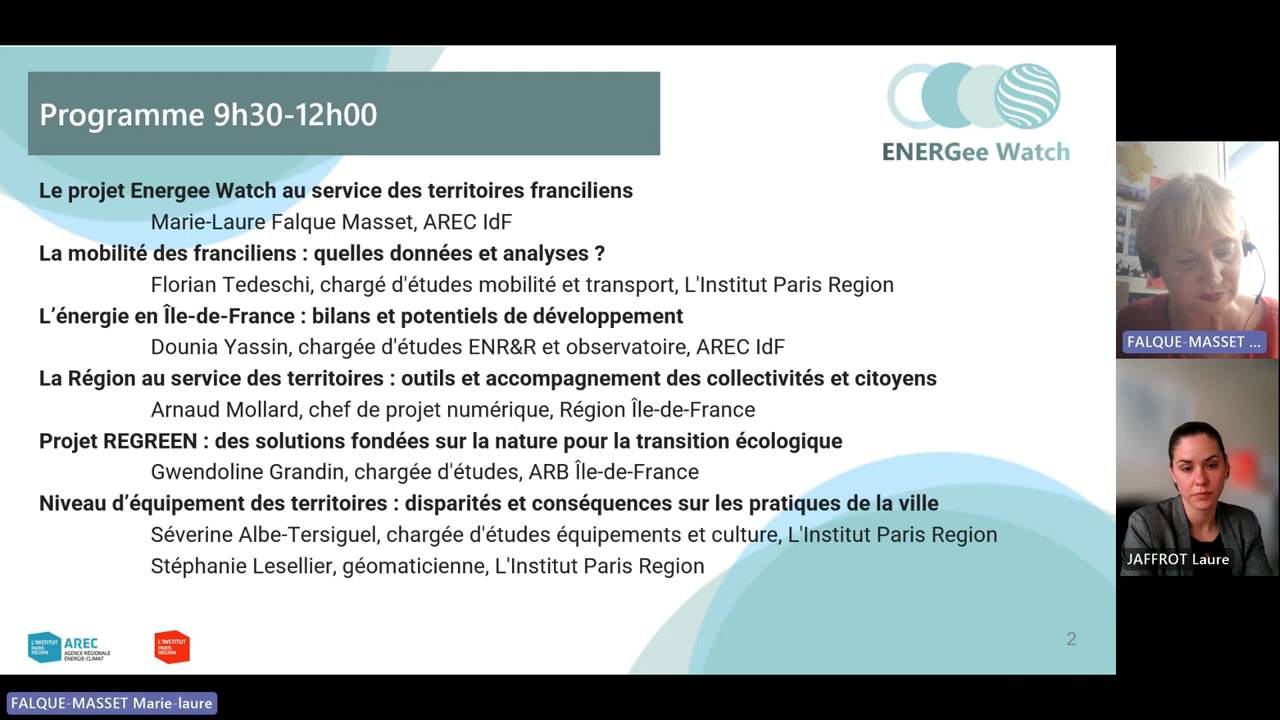 Programme 9h30-12h00
ENERGee Watch
Le projet Energee Watch au service des territoires franciliens
Marie-Laure Falque Masset, AREC IdF
La mobilité des franciliens : quelles données et analyses ?
Florian Tedeschi, chargé d'études mobilité et transport, L'Institut Paris Region
L’énergie en Île-de-France : bilans et potentiels de développement
Dounia Yassin, chargée d'études ENR&R et observatoire, AREC IdF
La Région au service des territoires : outils et accompagnement des collectivités et citoyens
Arnaud Mollard, chef de projet numérique, Région Île-de-France
Projet REGREEN : des solutions fondées sur la nature pour la transition écologique
Gwendoline Grandin, chargée d'études, ARB Île-de-France
Niveau d’équipement des territoires : disparités et conséquences sur les pratiques de la ville
Séverine Albe-Tersiguel, chargée d'études équipements et culture, L'Institut Paris Region
Stéphanie Lesellier, géomaticienne, L'Institut Paris Region
L'INSTITUT
PARIS
REGION
AREC
AGENCE RÉGIONALE
ÉNERGIE-CLIMAT
L'INSTITUT
PARIS
REGION
2
FALQUE-MASSET ...
JAFFROT Laure
FALQUE-MASSET Marie-laure